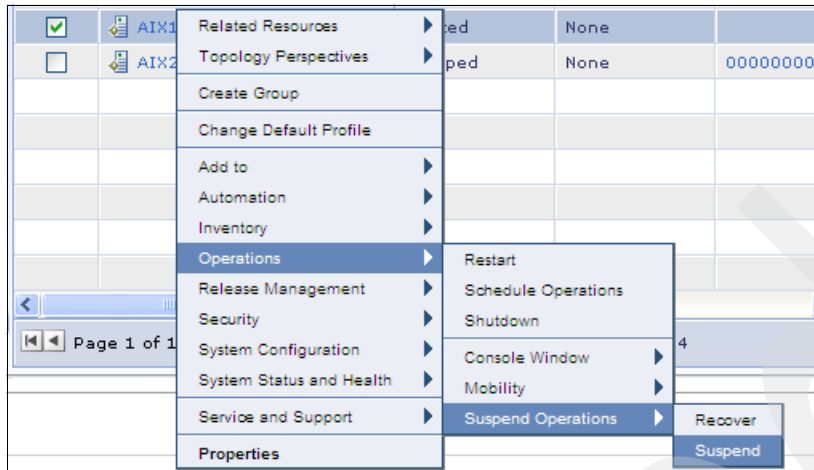 AIX1
ed
None
AIX2
ped
None
00000000
Related Resources
Topology Perspectives
Create Group
Change Default Profile
Add to
Automation
Inventory
Operations
Release Management
Security
System Configuration
System Status and Health
Service and Support
Properties
Restart
Schedule Operations
Shutdown
Console Window
Mobility
Suspend Operations
Recover
Suspend
Page 1 of 1
4